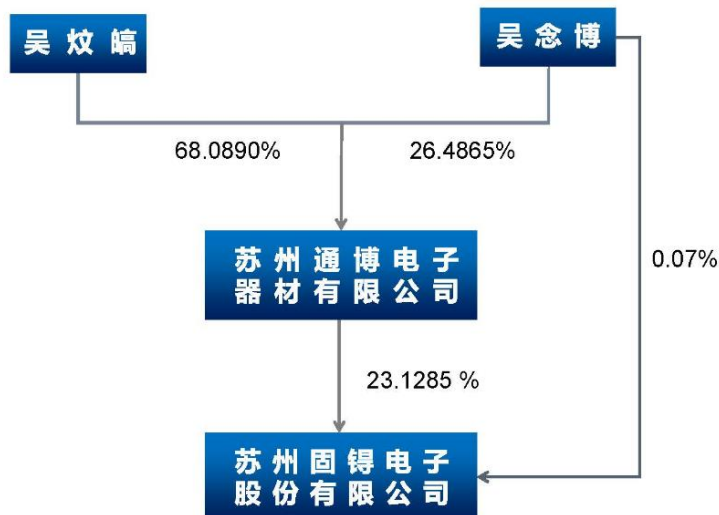 吴炆皜
吴念博
68.0890%
26.4865%
苏州通博电子
器材有限公司
0.07%
23.1285 %
苏州固锝电子
股份有限公司